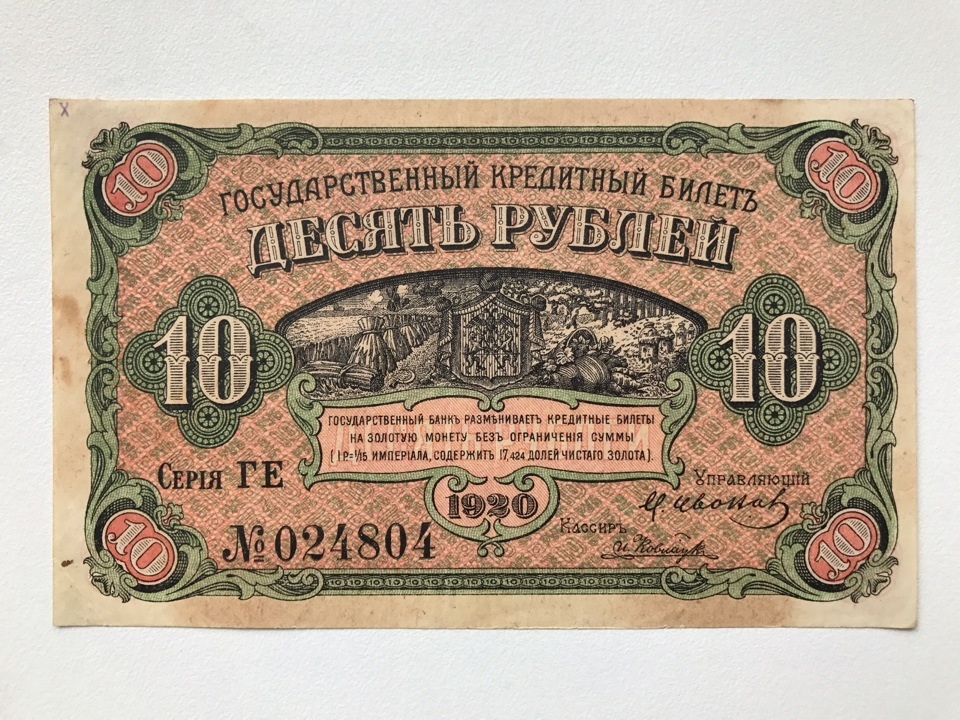 X
10 10
ГОСУДАРСТВЕННЫЙ КРЕДИТНЫЙ БИЛЕТЪ
ДЕСЯТЬ РУБЛЕЙ
10 10
ГОСУДАРСТВЕННЫЙ БАНКЪ РАЗМѢНИВАЕТЪ КРЕДИТНЫЕ БИЛЕТЫ
НА ЗОЛОТУЮ МОНЕТУ БЕЗЪ ОГРАНИЧЕНІЯ СУММЫ
(1 Р.= 1/15 ИМПЕРІАЛА, СОДЕРЖИТЪ 17,424 ДОЛЕЙ ЧИСТАГО ЗОЛОТА).
СЕРІЯ ГЕ
УПРАВЛЯЮЩІЙ
1920
КАССИРЪ
№ 024804
10 10